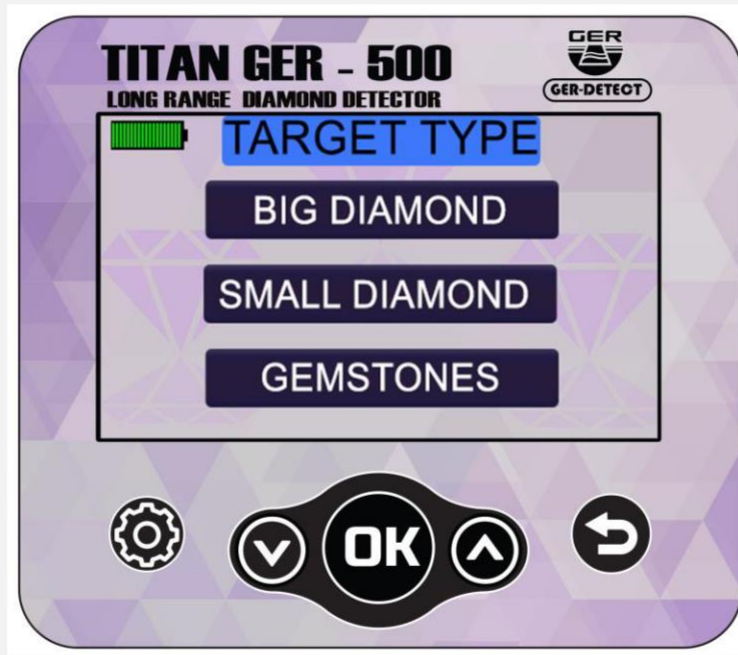 TITAN GER - 500
LONG RANGE DIAMOND DETECTOR
GER
GER-DETECT
TARGET TYPE
BIG DIAMOND
SMALL DIAMOND
GEMSTONES
OK